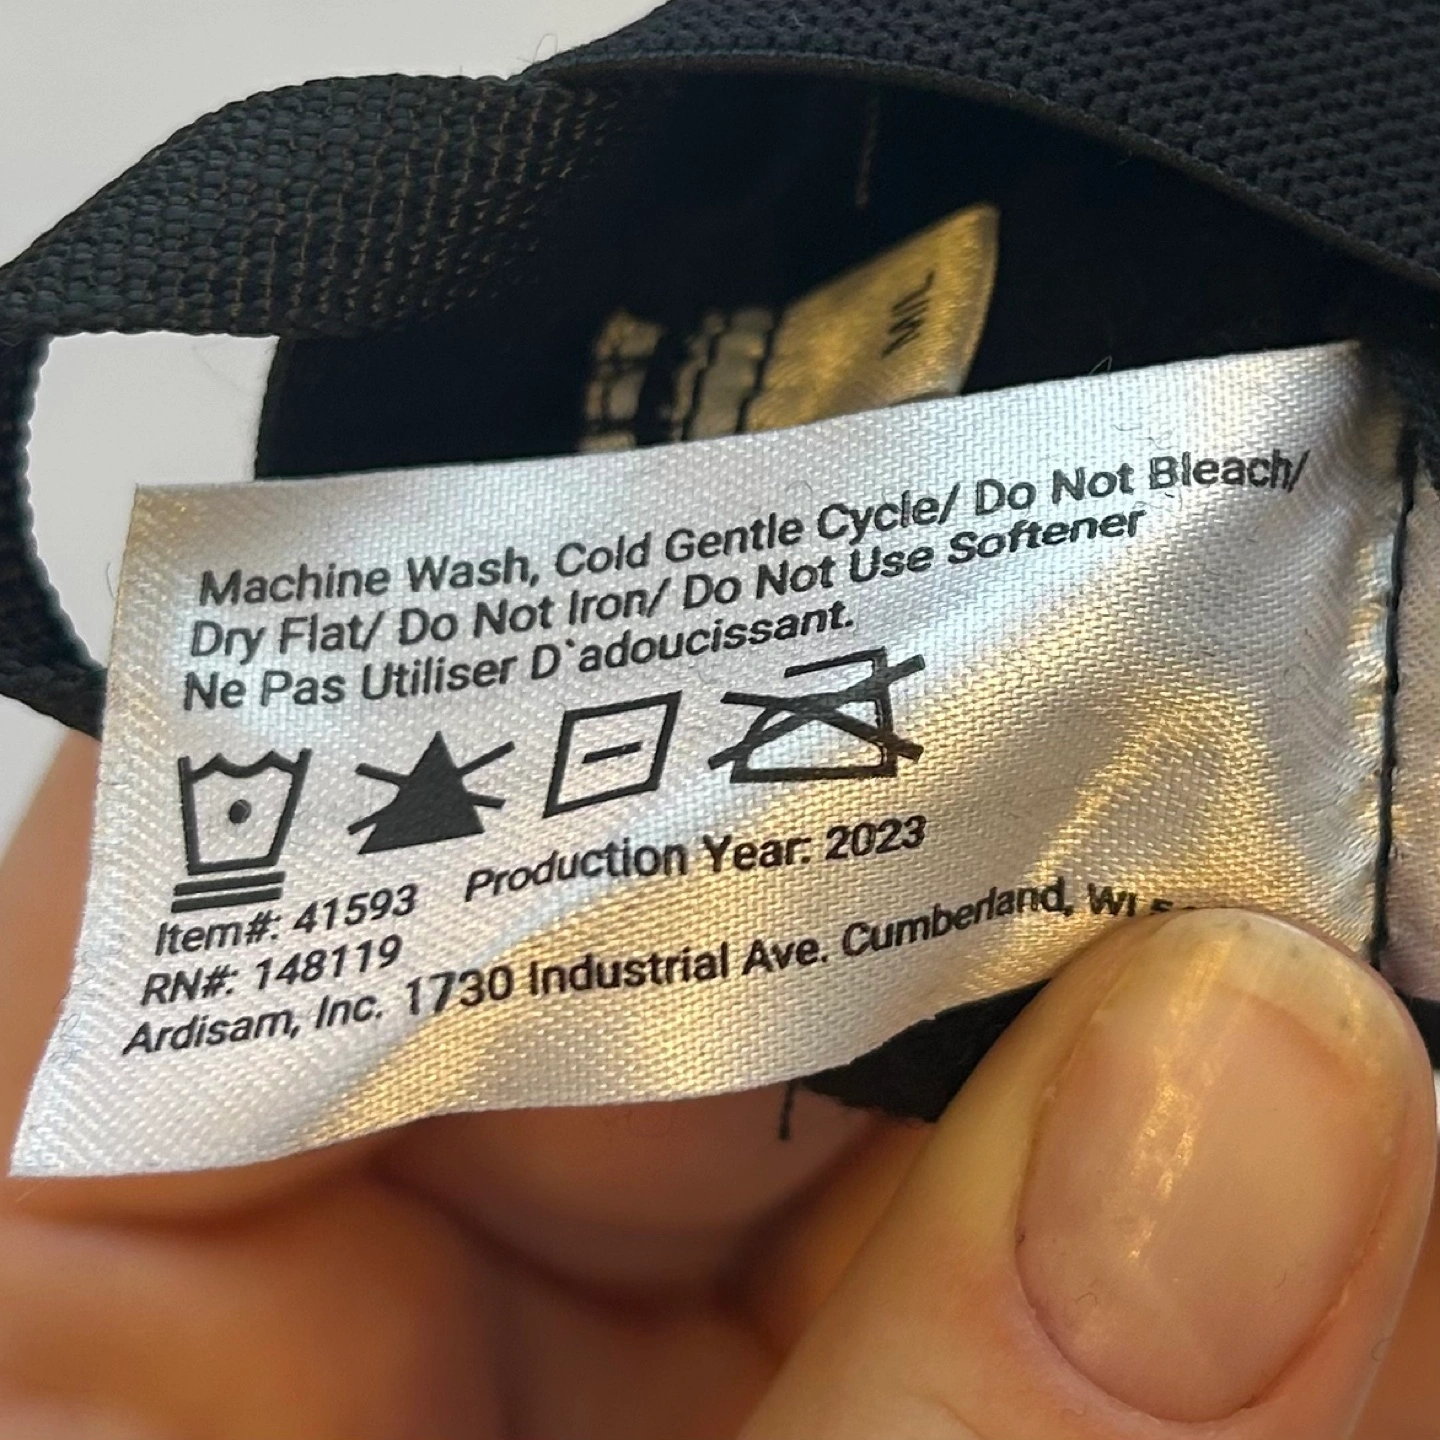 M/L
Machine Wash, Cold Gentle Cycle/ Do Not Bleach/
Dry Flat/ Do Not Iron/ Do Not Use Softener
Ne Pas Utiliser D`adoucissant.
Item#: 41593 Production Year: 2023
RN#: 148119
Ardisam, Inc. 1730 Industrial Ave. Cumberland, WI